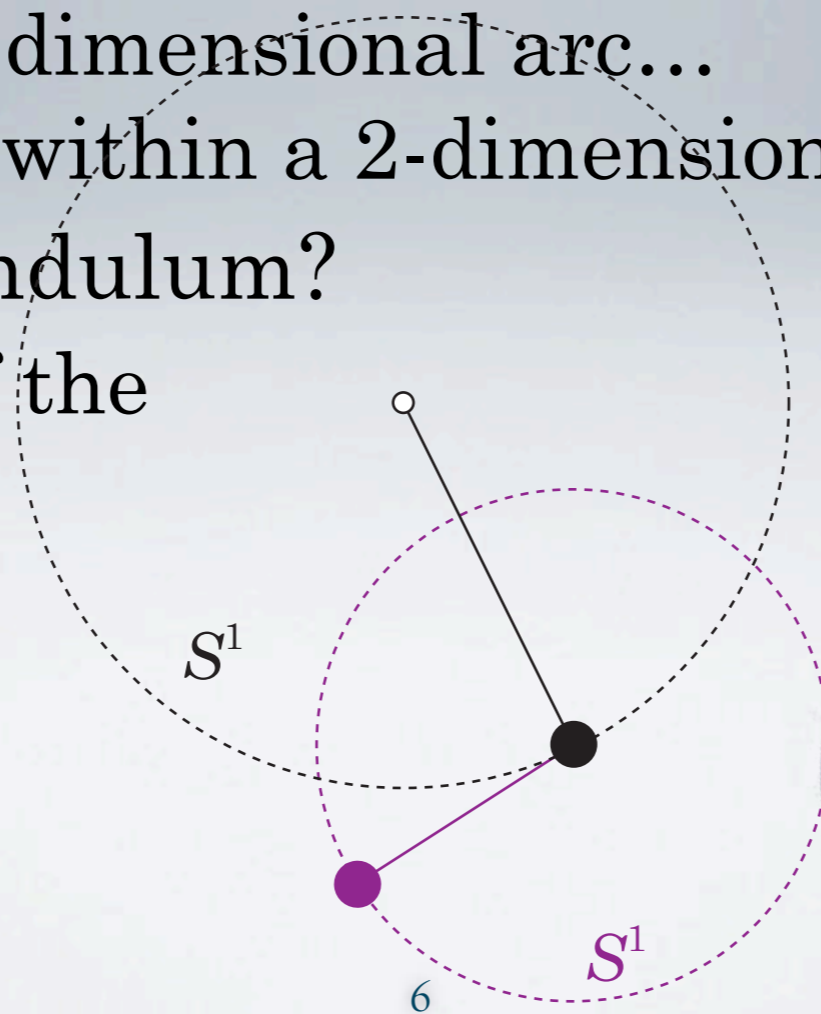 dimensional arc...
within a 2-dimension
ndulum?
the
S¹
S¹
6